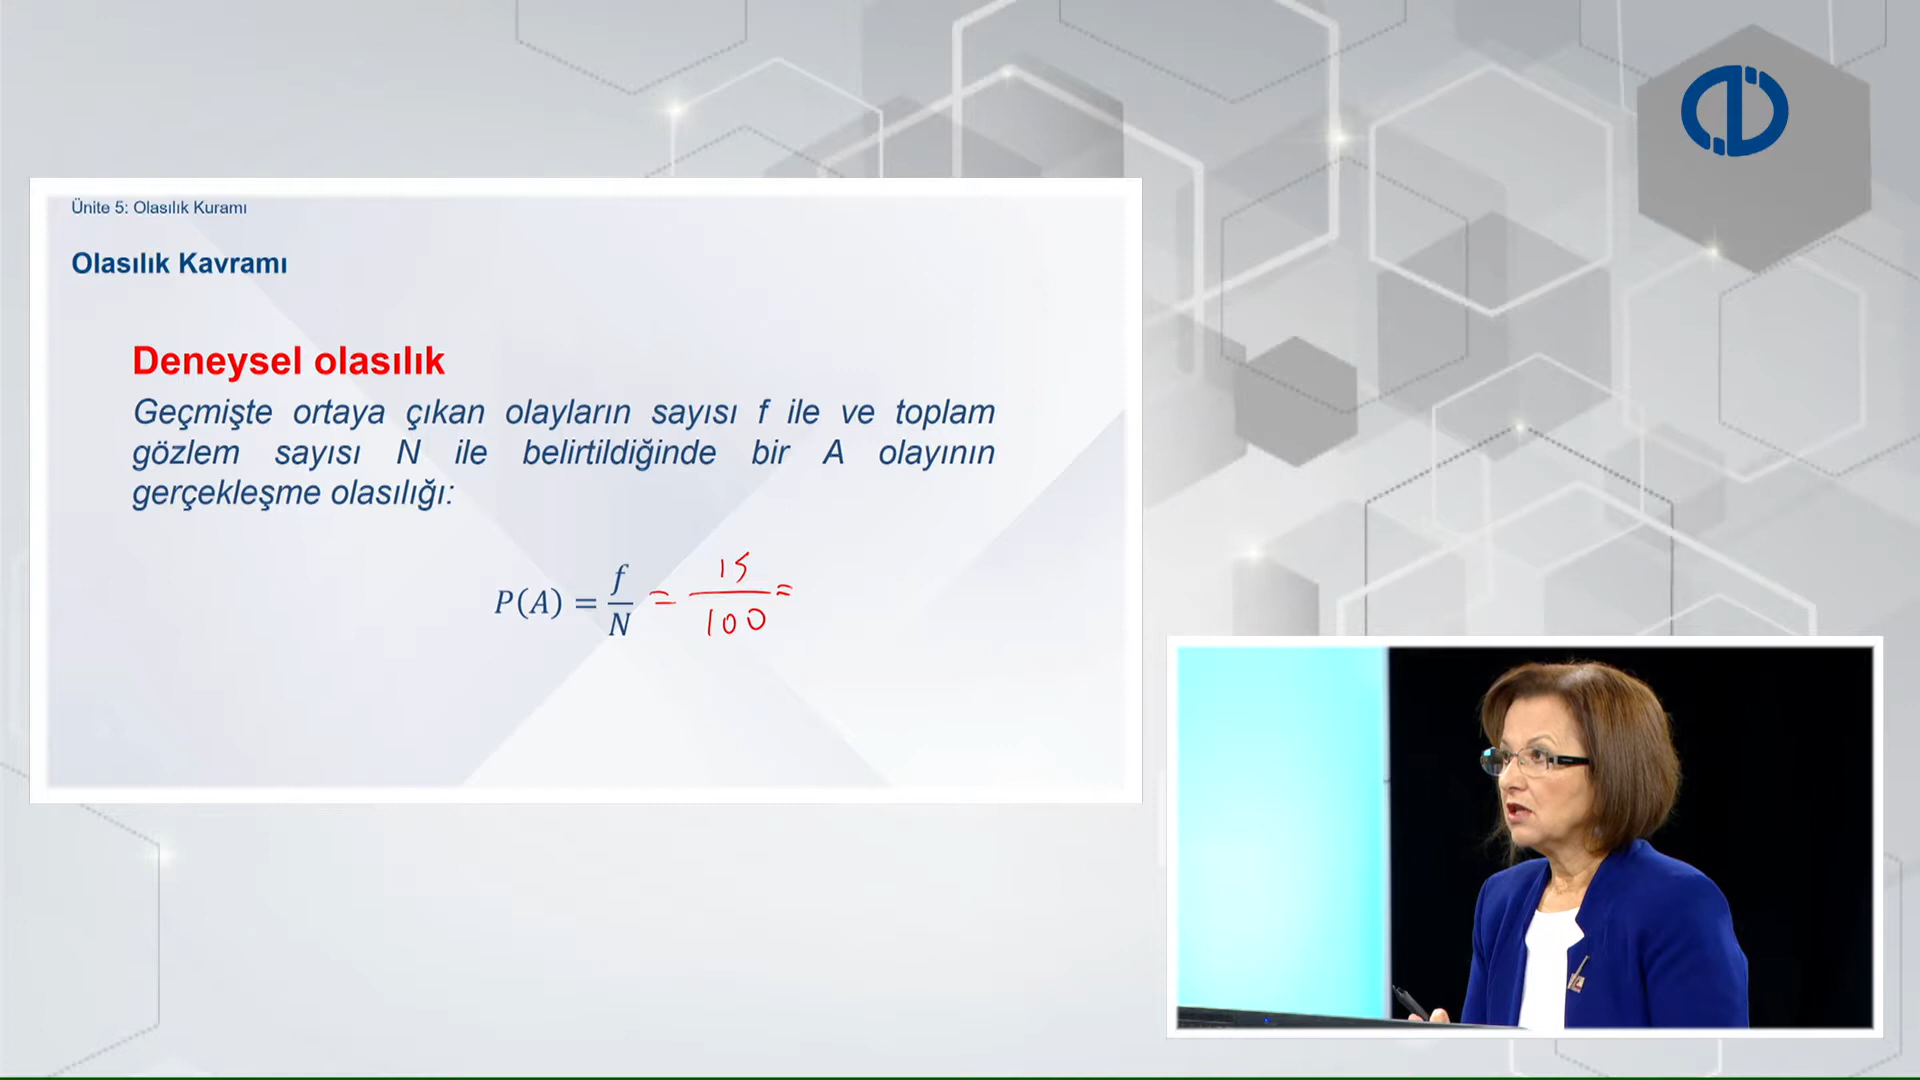 Ünite 5: Olasılık Kuramı
Olasılık Kavramı
Deneysel olasılık
Geçmişte ortaya çıkan olayların sayısı f ile ve toplam
gözlem sayısı N ile belirtildiğinde bir A olayının
gerçekleşme olasılığı:
P(A) = f/N = 15/100 =